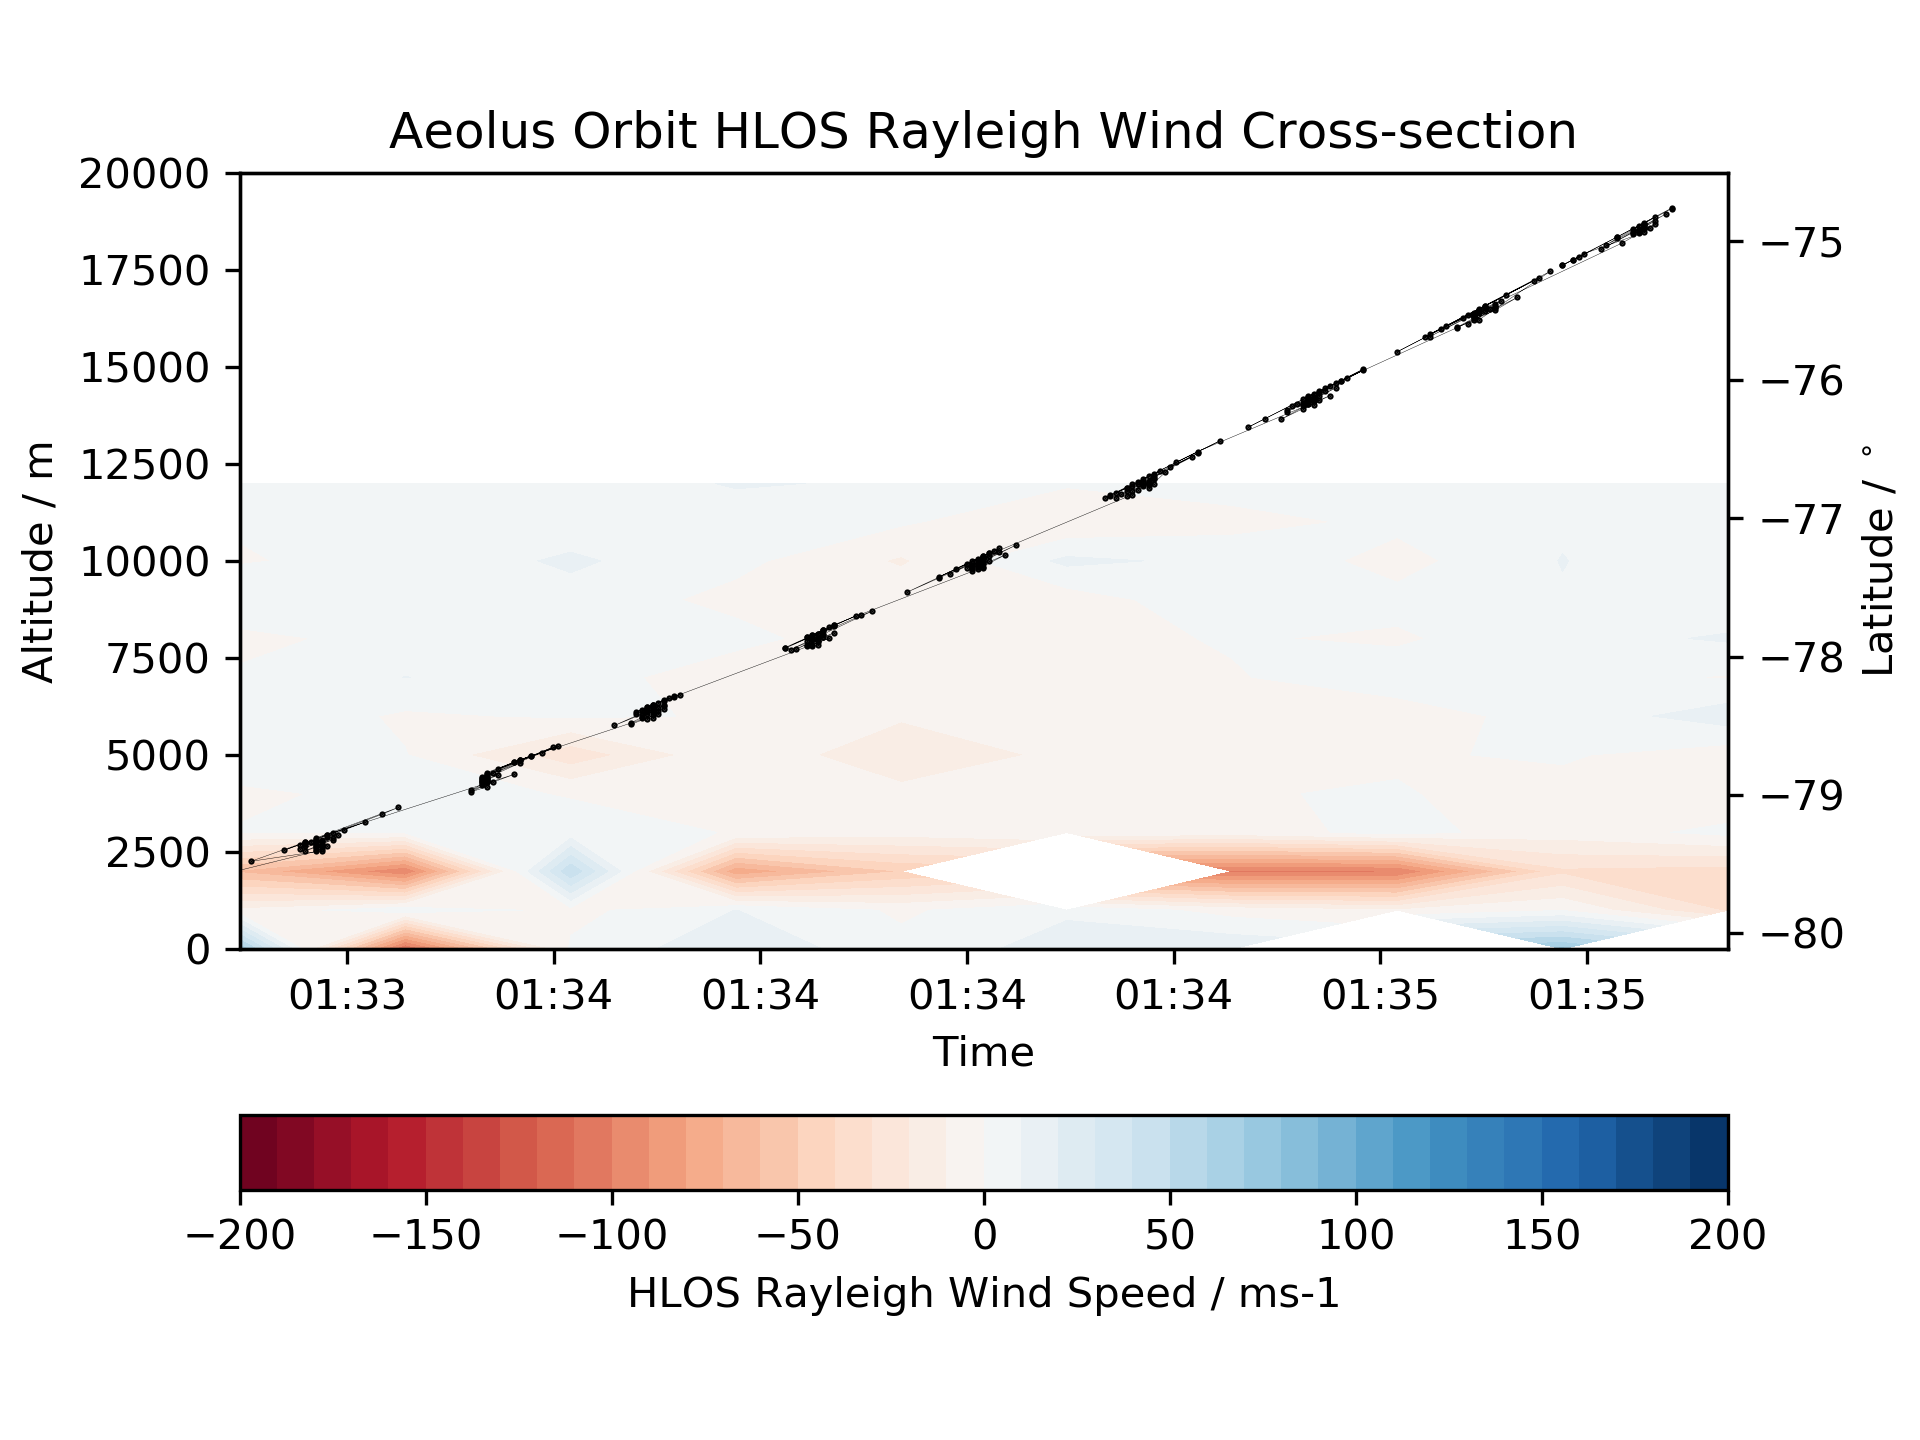 Aeolus Orbit HLOS Rayleigh Wind Cross-section
20000
17500
15000
12500
10000
7500
5000
2500
0
Altitude / m
−75
−76
−77
−78
−79
−80
Latitude / °
01:33 01:34 01:34 01:34 01:34 01:35 01:35
Time
−200 −150 −100 −50 0 50 100 150 200
HLOS Rayleigh Wind Speed / ms-1